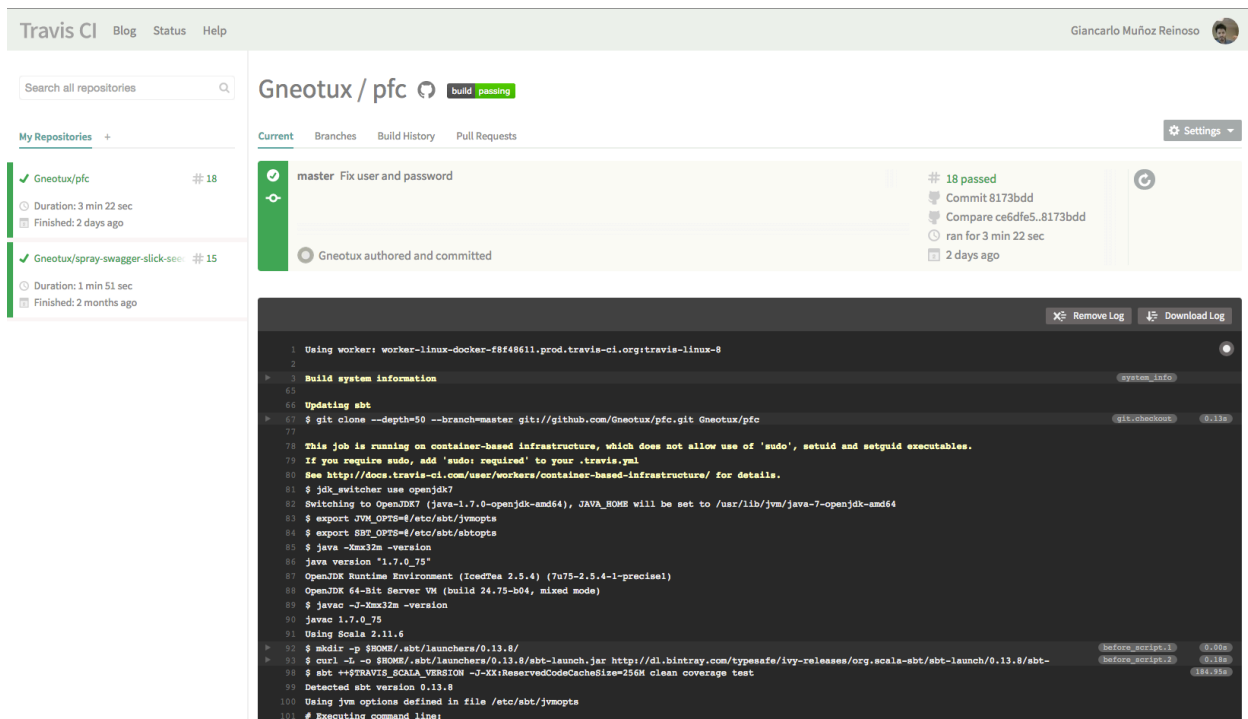 Travis CI Blog Status Help
Giancarlo Muñoz Reinoso
Search all repositories
My Repositories +
Gneotux/pfc # 18
Duration: 3 min 22 sec
Finished: 2 days ago
Gneotux/spray-swagger-slick-see # 15
Duration: 1 min 51 sec
Finished: 2 months ago
Gneotux / pfc build passing
Current Branches Build History Pull Requests
Settings
master Fix user and password
Gneotux authored and committed
# 18 passed
Commit 8173bdd
Compare ce6dfe5..8173bdd
ran for 3 min 22 sec
2 days ago
Remove Log Download Log
1 Using worker: worker-linux-docker-f8f48611.prod.travis-ci.org:travis-linux-8
2
3 Build system information system_info
65
66 Updating sbt
67 $ git clone --depth=50 --branch=master git://github.com/Gneotux/pfc.git Gneotux/pfc git.checkout 0.13s
77
78 This job is running on container-based infrastructure, which does not allow use of 'sudo', setuid and setguid executables.
79 If you require sudo, add 'sudo: required' to your .travis.yml
80 See http://docs.travis-ci.com/user/workers/container-based-infrastructure/ for details.
81 $ jdk_switcher use openjdk7
82 Switching to OpenJDK7 (java-1.7.0-openjdk-amd64), JAVA_HOME will be set to /usr/lib/jvm/java-7-openjdk-amd64
83 $ export JVM_OPTS=@/etc/sbt/jvmopts
84 $ export SBT_OPTS=@/etc/sbt/sbtopts
85 $ java -Xmx32m -version
86 java version "1.7.0_75"
87 OpenJDK Runtime Environment (IcedTea 2.5.4) (7u75-2.5.4-1~precise1)
88 OpenJDK 64-Bit Server VM (build 24.75-b04, mixed mode)
89 $ javac -J-Xmx32m -version
90 javac 1.7.0_75
91 Using Scala 2.11.6
92 $ mkdir -p $HOME/.sbt/launchers/0.13.8/ before_script.1 0.00s
93 $ curl -L -o $HOME/.sbt/launchers/0.13.8/sbt-launch.jar http://dl.bintray.com/typesafe/ivy-releases/org.scala-sbt/sbt-launch/0.13.8/sbt- before_script.2 0.18s
98 $ sbt ++$TRAVIS_SCALA_VERSION -J-XX:ReservedCodeCacheSize=256M clean coverage test 184.95s
99 Detected sbt version 0.13.8
100 Using jvm options defined in file /etc/sbt/jvmopts
101 # Executing command line: